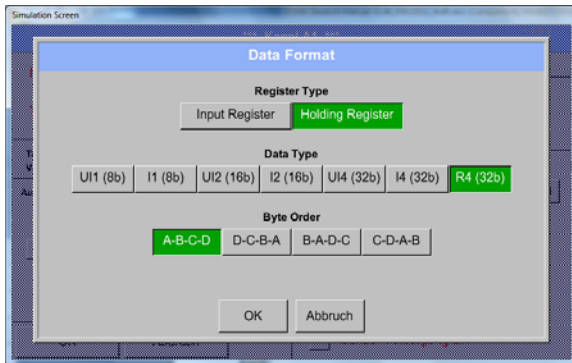 Simulation Screen
Data Format
Register Type
Input Register Holding Register
Data Type
UI1 (8b) I1 (8b) UI2 (16b) I2 (16b) UI4 (32b) I4 (32b) R4 (32b)
Byte Order
A-B-C-D D-C-B-A B-A-D-C C-D-A-B
OK Abbruch